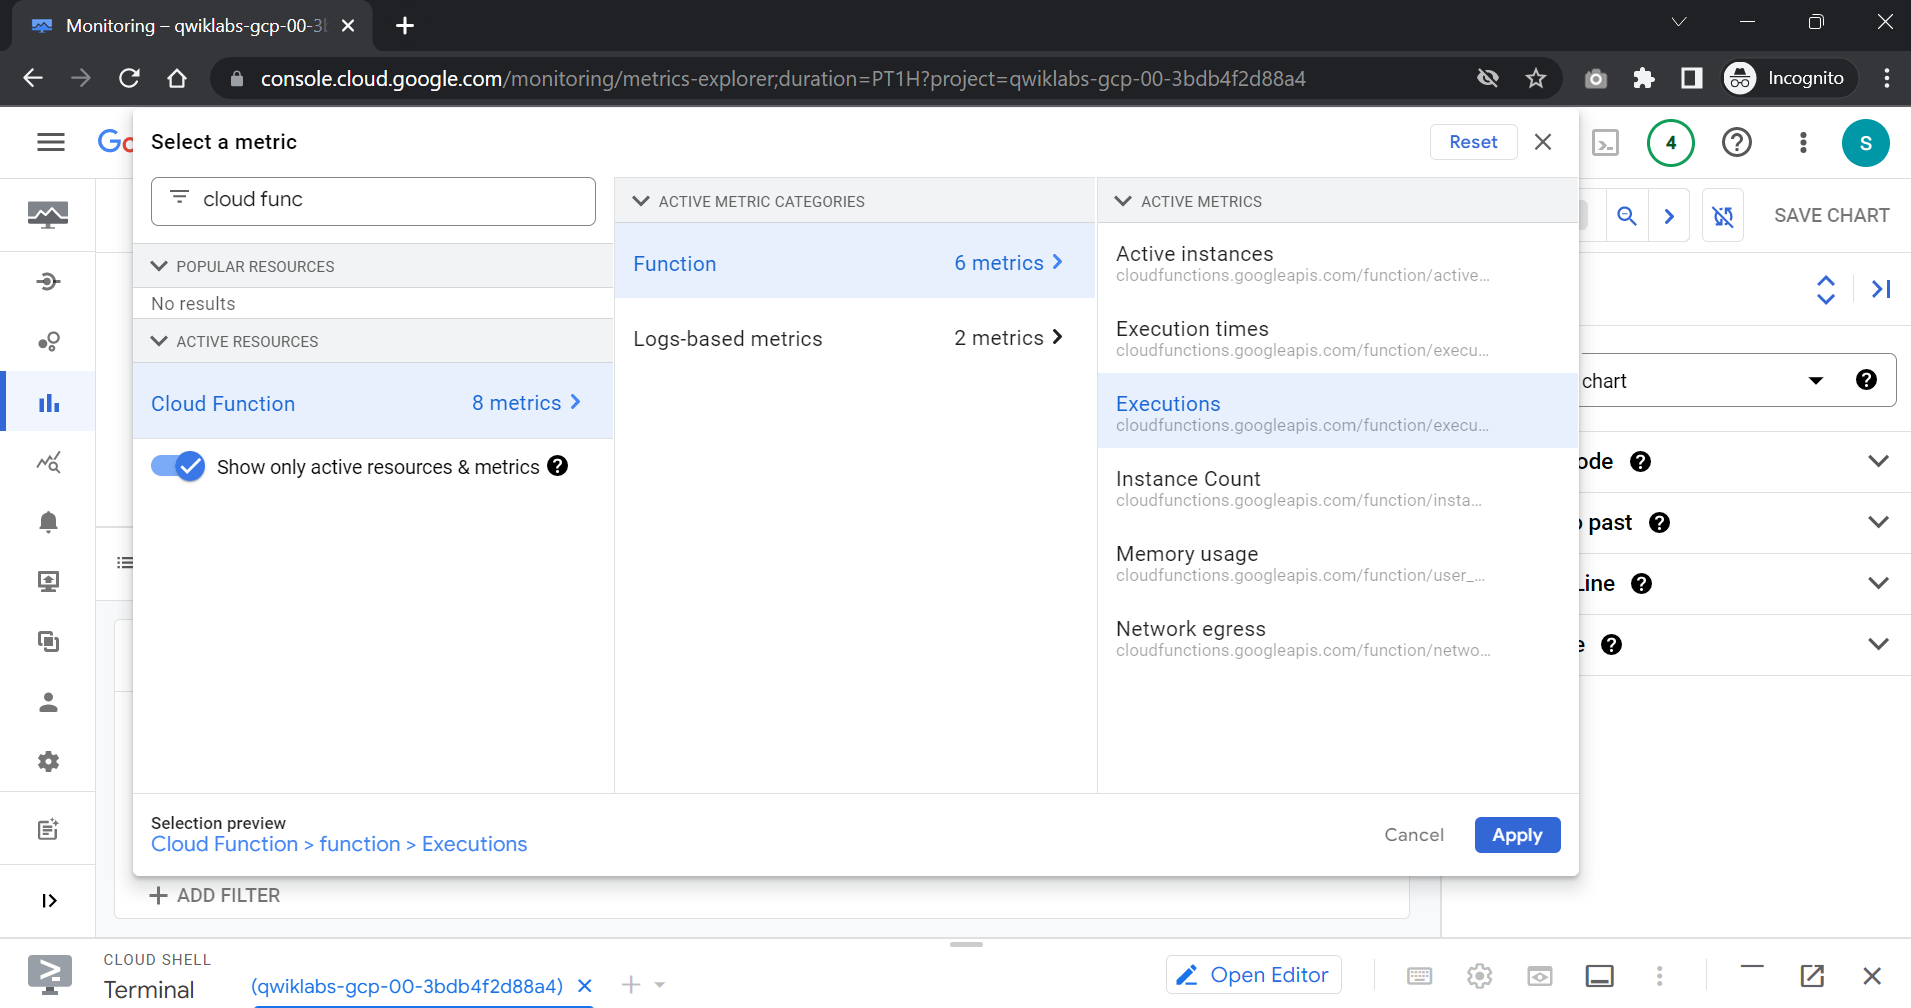 Monitoring – qwiklabs-gcp-00-3b
console.cloud.google.com/monitoring/metrics-explorer;duration=PT1H?project=qwiklabs-gcp-00-3bdb4f2d88a4
Incognito
Go
Select a metric
Reset
4
S
cloud func
ACTIVE METRIC CATEGORIES
ACTIVE METRICS
SAVE CHART
POPULAR RESOURCES
No results
ACTIVE RESOURCES
Cloud Function
8 metrics
Show only active resources & metrics
Function
6 metrics
Logs-based metrics
2 metrics
Active instances
cloudfunctions.googleapis.com/function/active...
Execution times
cloudfunctions.googleapis.com/function/execu...
Executions
cloudfunctions.googleapis.com/function/execu...
Instance Count
cloudfunctions.googleapis.com/function/insta...
Memory usage
cloudfunctions.googleapis.com/function/user_...
Network egress
cloudfunctions.googleapis.com/function/netwo...
chart
ode
past
Line
e
Selection preview
Cloud Function > function > Executions
Cancel
Apply
ADD FILTER
CLOUD SHELL
Terminal
(qwiklabs-gcp-00-3bdb4f2d88a4)
Open Editor